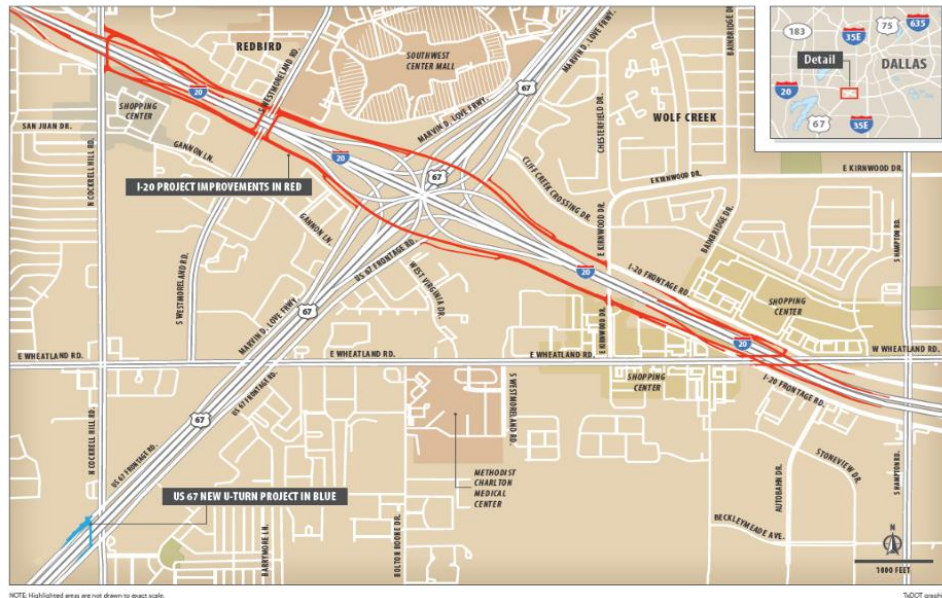 REDBIRD
SOUTHWEST
CENTER MALL
S WESTMORELAND RD.
MARVIN D. LOVE FRWY.
67
MARVIN D. LOVE FRWY.
BAINBRIDGE DR.
183
35E
75
635
Detail
DALLAS
20
67
35E
20
SHOPPING
CENTER
SAN JUAN DR.
GANNON LN.
N COCKRELL HILL RD.
CHESTERFIELD DR.
WOLF CREEK
I-20 PROJECT IMPROVEMENTS IN RED
20
67
CLIFF CREEK CROSSING DR.
E KIRNWOOD DR.
E KIRNWOOD DR.
GANNON LN.
S WESTMORELAND RD.
US 67 FRONTAGE RD.
WEST VIRGINIA DR.
E KIRNWOOD DR.
BAINBRIDGE DR.
S HAMPTON RD.
20
I-20 FRONTAGE RD.
67
MARVIN D. LOVE FRWY.
E KIRNWOOD DR.
SHOPPING
CENTER
20
E WHEATLAND RD.
E WHEATLAND RD.
E WHEATLAND RD.
W WHEATLAND RD.
US 67 FRONTAGE RD.
SHOPPING
CENTER
I-20 FRONTAGE RD.
S WESTMORELAND RD.
67
N COCKRELL HILL RD.
US 67 FRONTAGE RD.
METHODIST
CHARLTON
MEDICAL
CENTER
STONEVIEW DR.
AUTOBAHN DR.
S HAMPTON RD.
US 67 NEW U-TURN PROJECT IN BLUE
BARRYMORE LN.
BOLTON BOONE DR.
BECKLEYMEADE AVE.
N
1000 FEET
NOTE: Highlighted areas are not drawn to exact scale.
TxDOT graphic